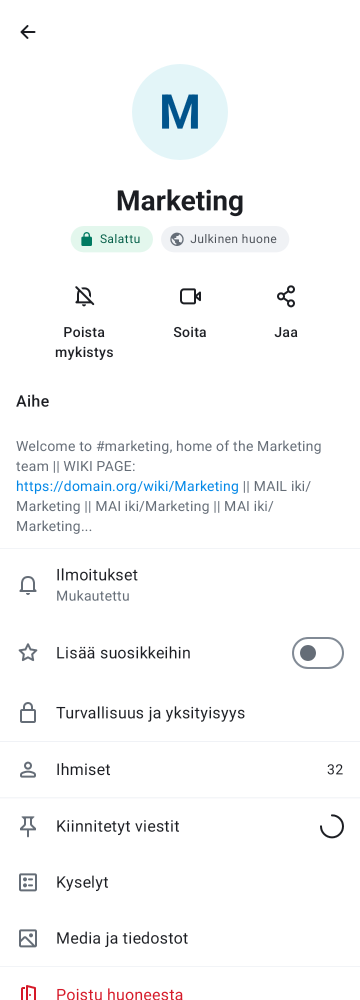 M
Marketing
Salattu
Julkinen huone
Poista
mykistys
Soita
Jaa
Aihe
Welcome to #marketing, home of the Marketing
team || WIKI PAGE:
https://domain.org/wiki/Marketing || MAIL iki/
Marketing || MAI iki/Marketing || MAI iki/
Marketing...
Ilmoitukset
Mukautettu
Lisää suosikkeihin
Turvallisuus ja yksityisyys
Ihmiset
32
Kiinnitetyt viestit
Kyselyt
Media ja tiedostot
Poistu huoneesta